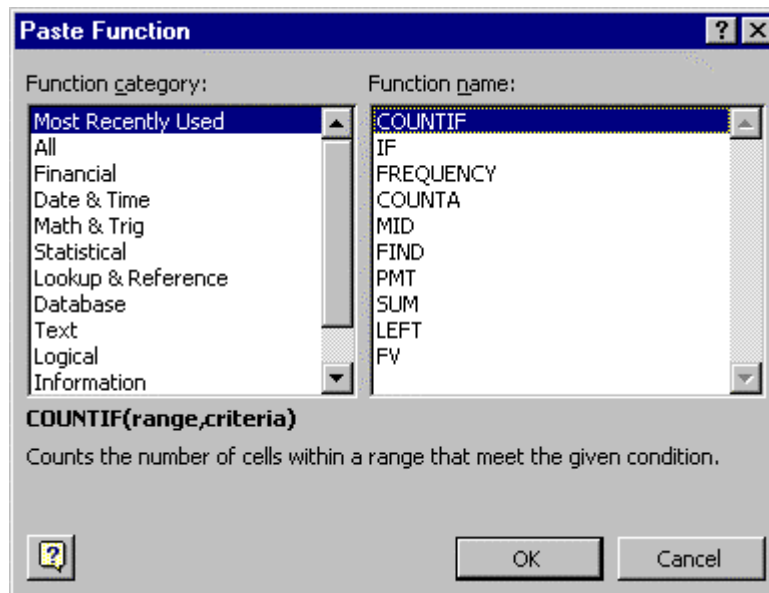 Paste Function
Function category:
Function name:
Most Recently Used
All
Financial
Date & Time
Math & Trig
Statistical
Lookup & Reference
Database
Text
Logical
Information
COUNTIF
IF
FREQUENCY
COUNTA
MID
FIND
PMT
SUM
LEFT
FV
COUNTIF(range,criteria)
Counts the number of cells within a range that meet the given condition.
OK
Cancel